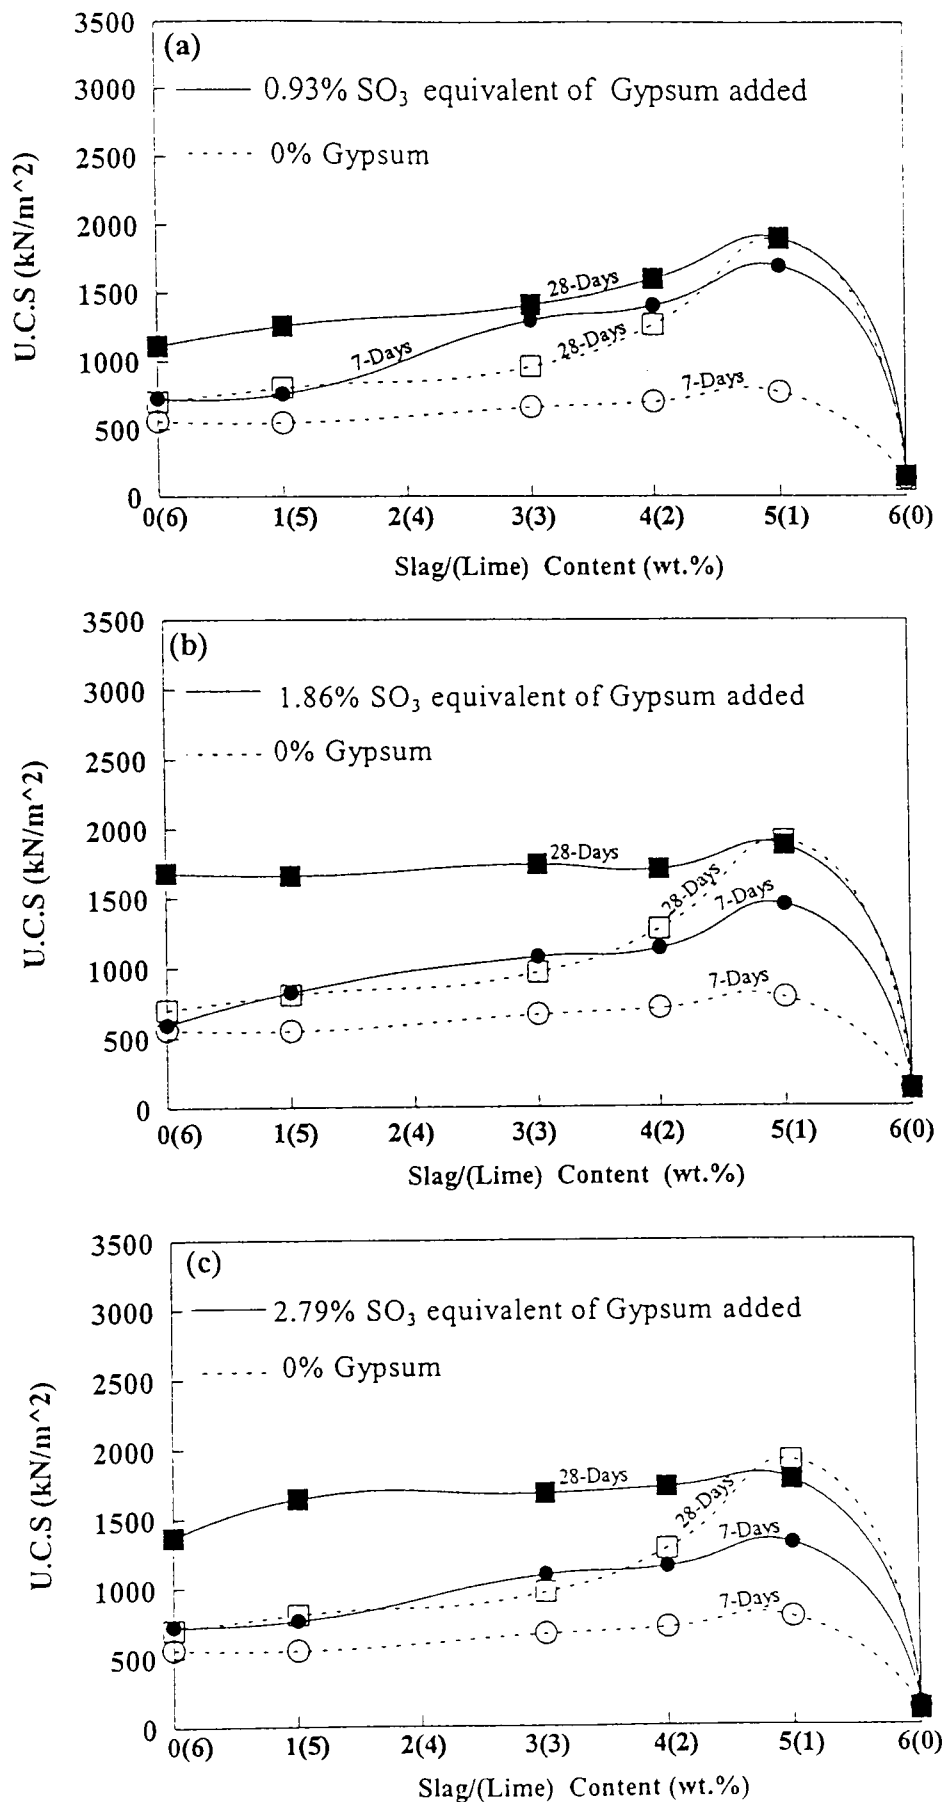 (a)
0.93% SO₃ equivalent of Gypsum added
0% Gypsum
3500
3000
2500
2000
1500
1000
500
0
U.C.S (kN/m^2)
28-Days
7-Days
28-Days
7-Days
0(6) 1(5) 2(4) 3(3) 4(2) 5(1) 6(0)
Slag/(Lime) Content (wt.%)
(b)
1.86% SO₃ equivalent of Gypsum added
0% Gypsum
3500
3000
2500
2000
1500
1000
500
0
U.C.S (kN/m^2)
28-Days
28-Days
7-Days
7-Days
0(6) 1(5) 2(4) 3(3) 4(2) 5(1) 6(0)
Slag/(Lime) Content (wt.%)
(c)
2.79% SO₃ equivalent of Gypsum added
0% Gypsum
3500
3000
2500
2000
1500
1000
500
0
U.C.S (kN/m^2)
28-Days
28-Days
7-Days
7-Days
0(6) 1(5) 2(4) 3(3) 4(2) 5(1) 6(0)
Slag/(Lime) Content (wt.%)